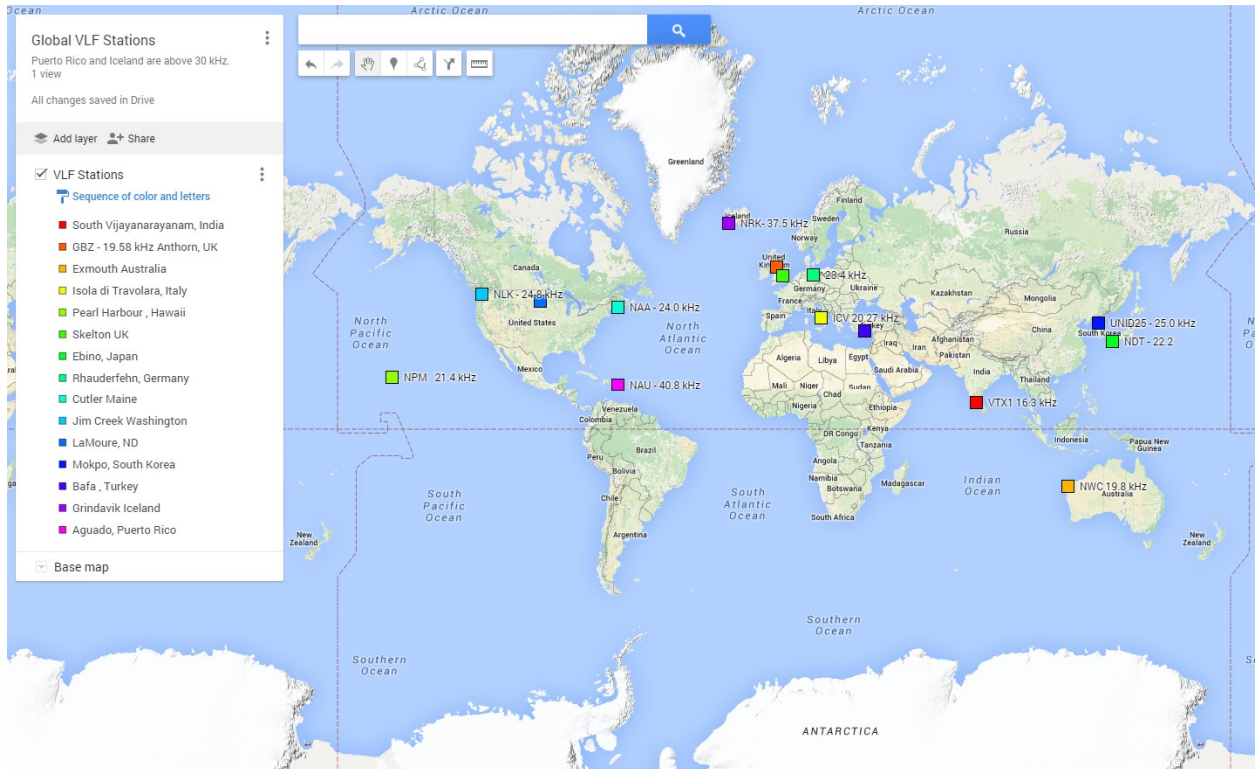 ocean
Arctic Ocean
Arctic Ocean
Global VLF Stations
Puerto Rico and Iceland are above 30 kHz.
1 view
All changes saved in Drive
Add layer
Share
VLF Stations
Sequence of color and letters
South Vijayanarayanam, India
GBZ - 19.58 kHz Anthorn, UK
Exmouth Australia
Isola di Travolara, Italy
Pearl Harbour , Hawaii
Skelton UK
Ebino, Japan
Rhauderfehn, Germany
Cutler Maine
Jim Creek Washington
LaMoure, ND
Mokpo, South Korea
Bafa , Turkey
Grindavik Iceland
Aguado, Puerto Rico
Base map
Greenland
Iceland
NRK- 37.5 kHz
Sweden
Finland
Norway
Russia
United
Kingdom
23.4 kHz
Germany
Ukraine
France
Spain
ICV 20.27 kHz
Kazakhstan
Mongolia
China
UNID25 - 25.0 kHz
South Korea
NDT - 22.2
Canada
NLK - 24.8 kHz
NAA - 24.0 kHz
United States
North
Pacific
Ocean
North
Atlantic
Ocean
Mexico
NPM 21.4 kHz
NAU - 40.8 kHz
Iraq
Iran
Afghanistan
Pakistan
Algeria
Libya
Egypt
Saudi Arabia
India
Thailand
Mali
Niger
Chad
Sudan
Nigeria
Ethiopia
VTX1 16.3 kHz
Venezuela
Colombia
DR Congo
Kenya
Tanzania
Indonesia
Papua New
Guinea
Peru
Brazil
Bolivia
Angola
Namibia
Botswana
Madagascar
Indian
Ocean
NWC 19.8 kHz
Australia
South
Pacific
Ocean
Chile
South
Atlantic
Ocean
South Africa
Argentina
New
Zealand
New
Zealand
Southern
Ocean
Southern
Ocean
ANTARCTICA